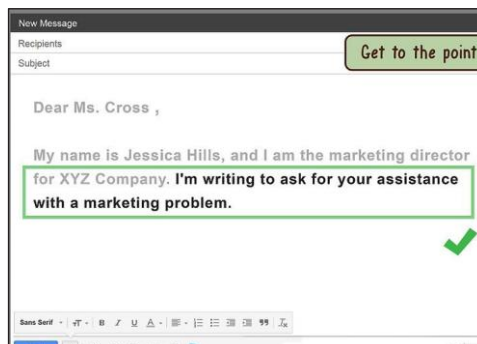 New Message
Recipients
Get to the point
Subject
Dear Ms. Cross ,
My name is Jessica Hills, and I am the marketing director
for XYZ Company. I'm writing to ask for your assistance
with a marketing problem.
Sans Serif